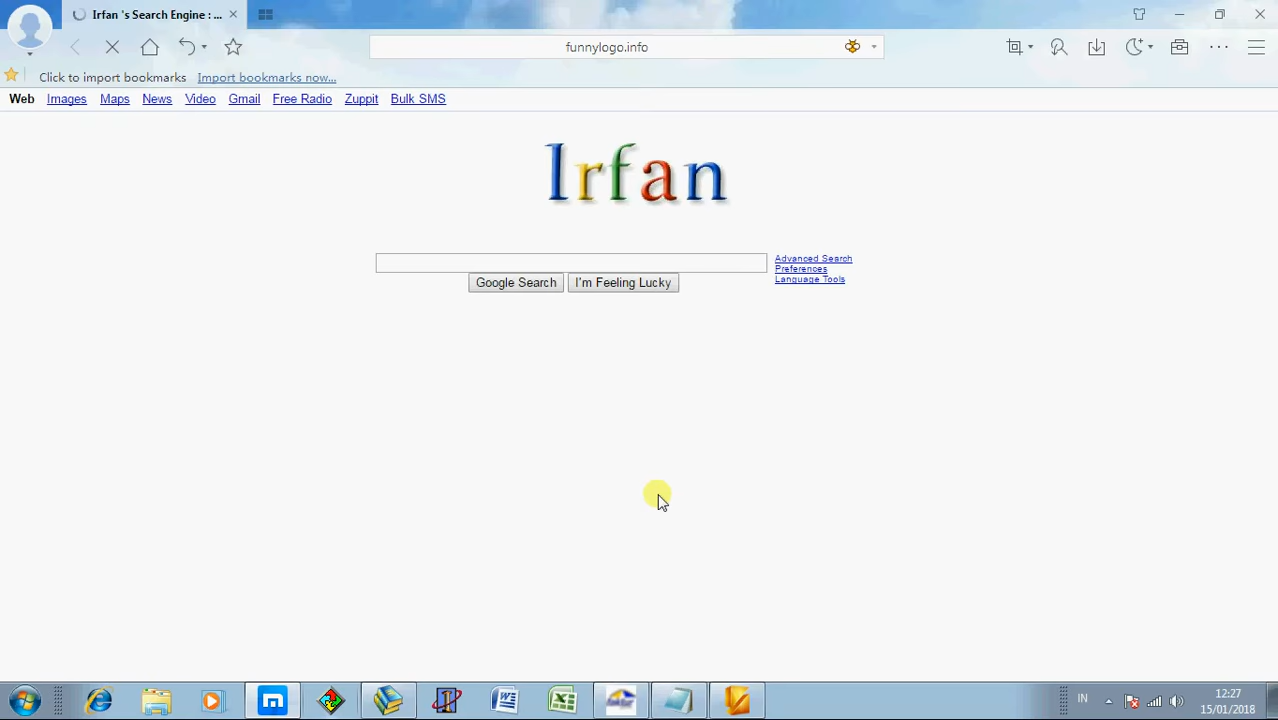 Irfan 's Search Engine : ...
funnylogo.info
Click to import bookmarks Import bookmarks now...
Web Images Maps News Video Gmail Free Radio Zuppit Bulk SMS
Irfan
Advanced Search
Preferences
Language Tools
Google Search I'm Feeling Lucky
IN 12:27
15/01/2018